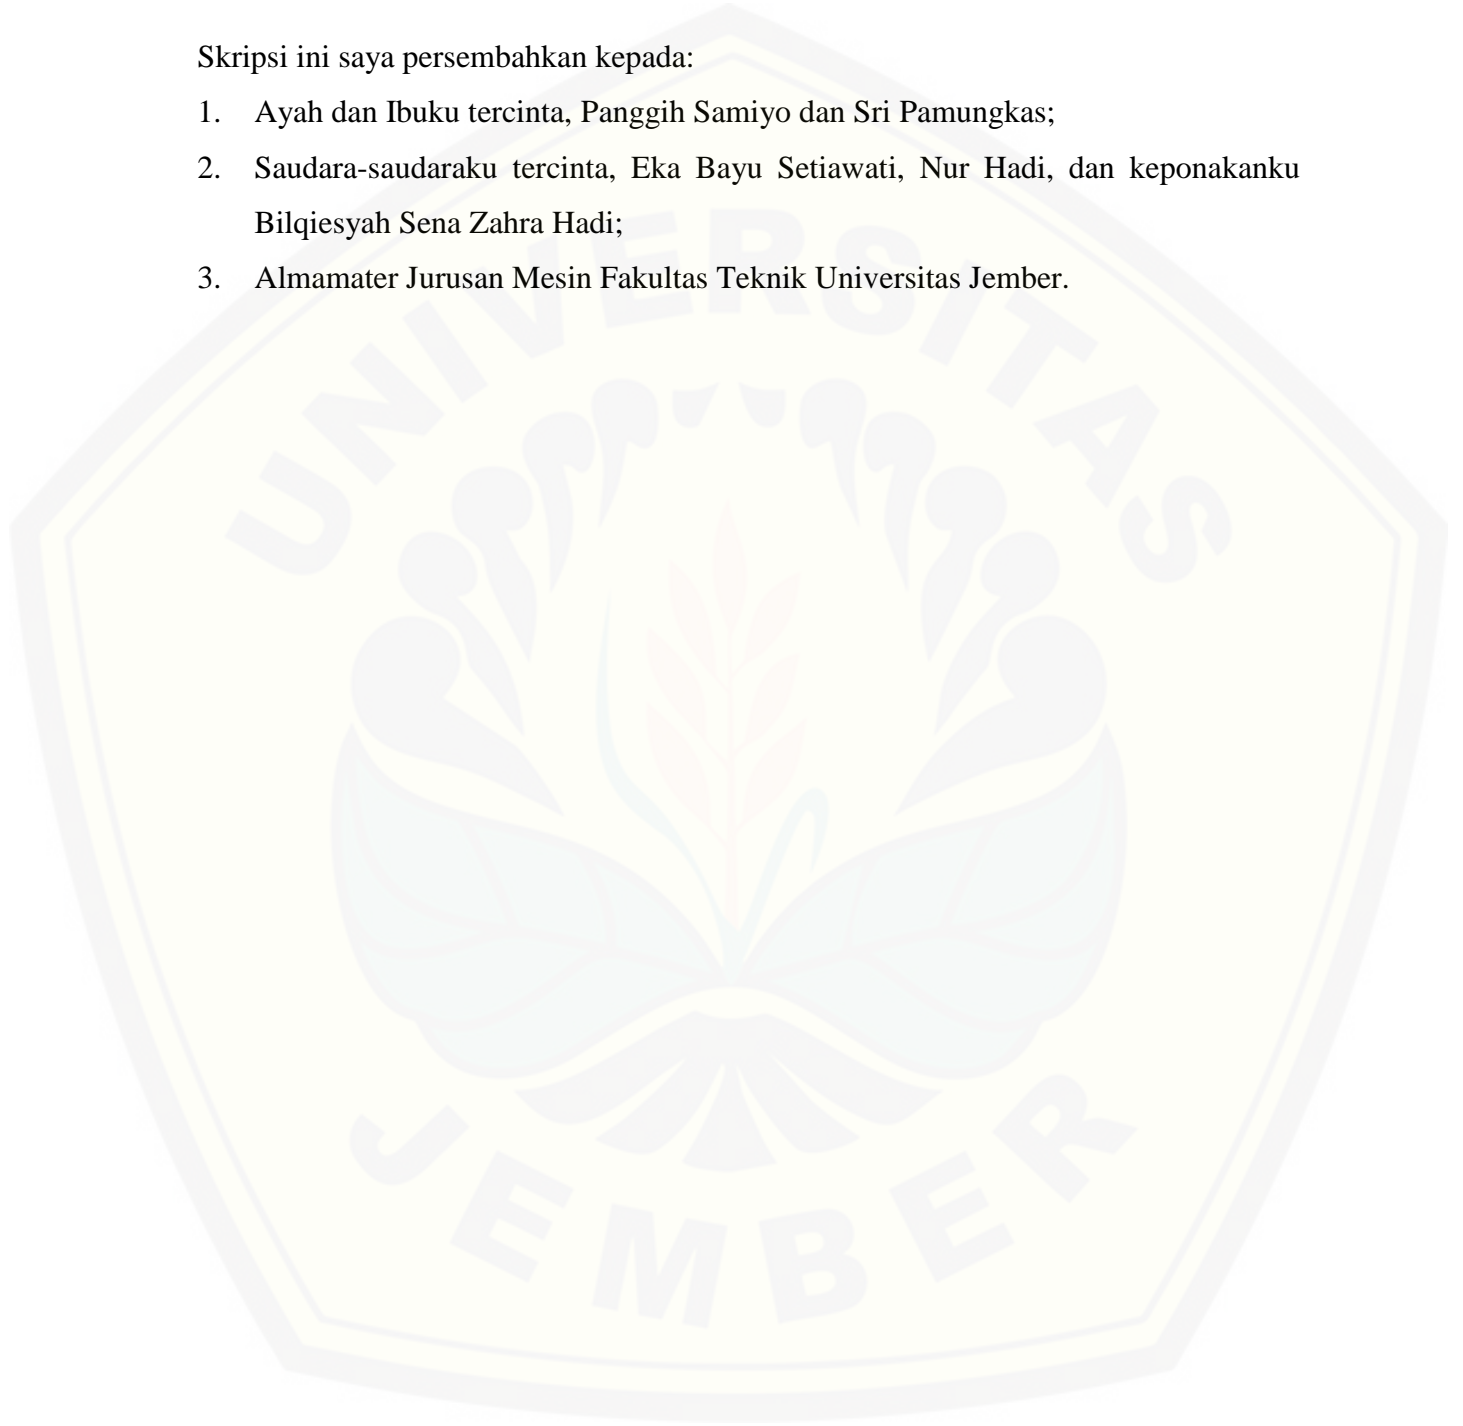 Skripsi ini saya persembahkan kepada:
1. Ayah dan Ibuku tercinta, Panggih Samiyo dan Sri Pamungkas;
2. Saudara-saudaraku tercinta, Eka Bayu Setiawati, Nur Hadi, dan keponakanku
Bilqiesyah Sena Zahra Hadi;
3. Almamater Jurusan Mesin Fakultas Teknik Universitas Jember.
UNIVERSITAS
JEMBER